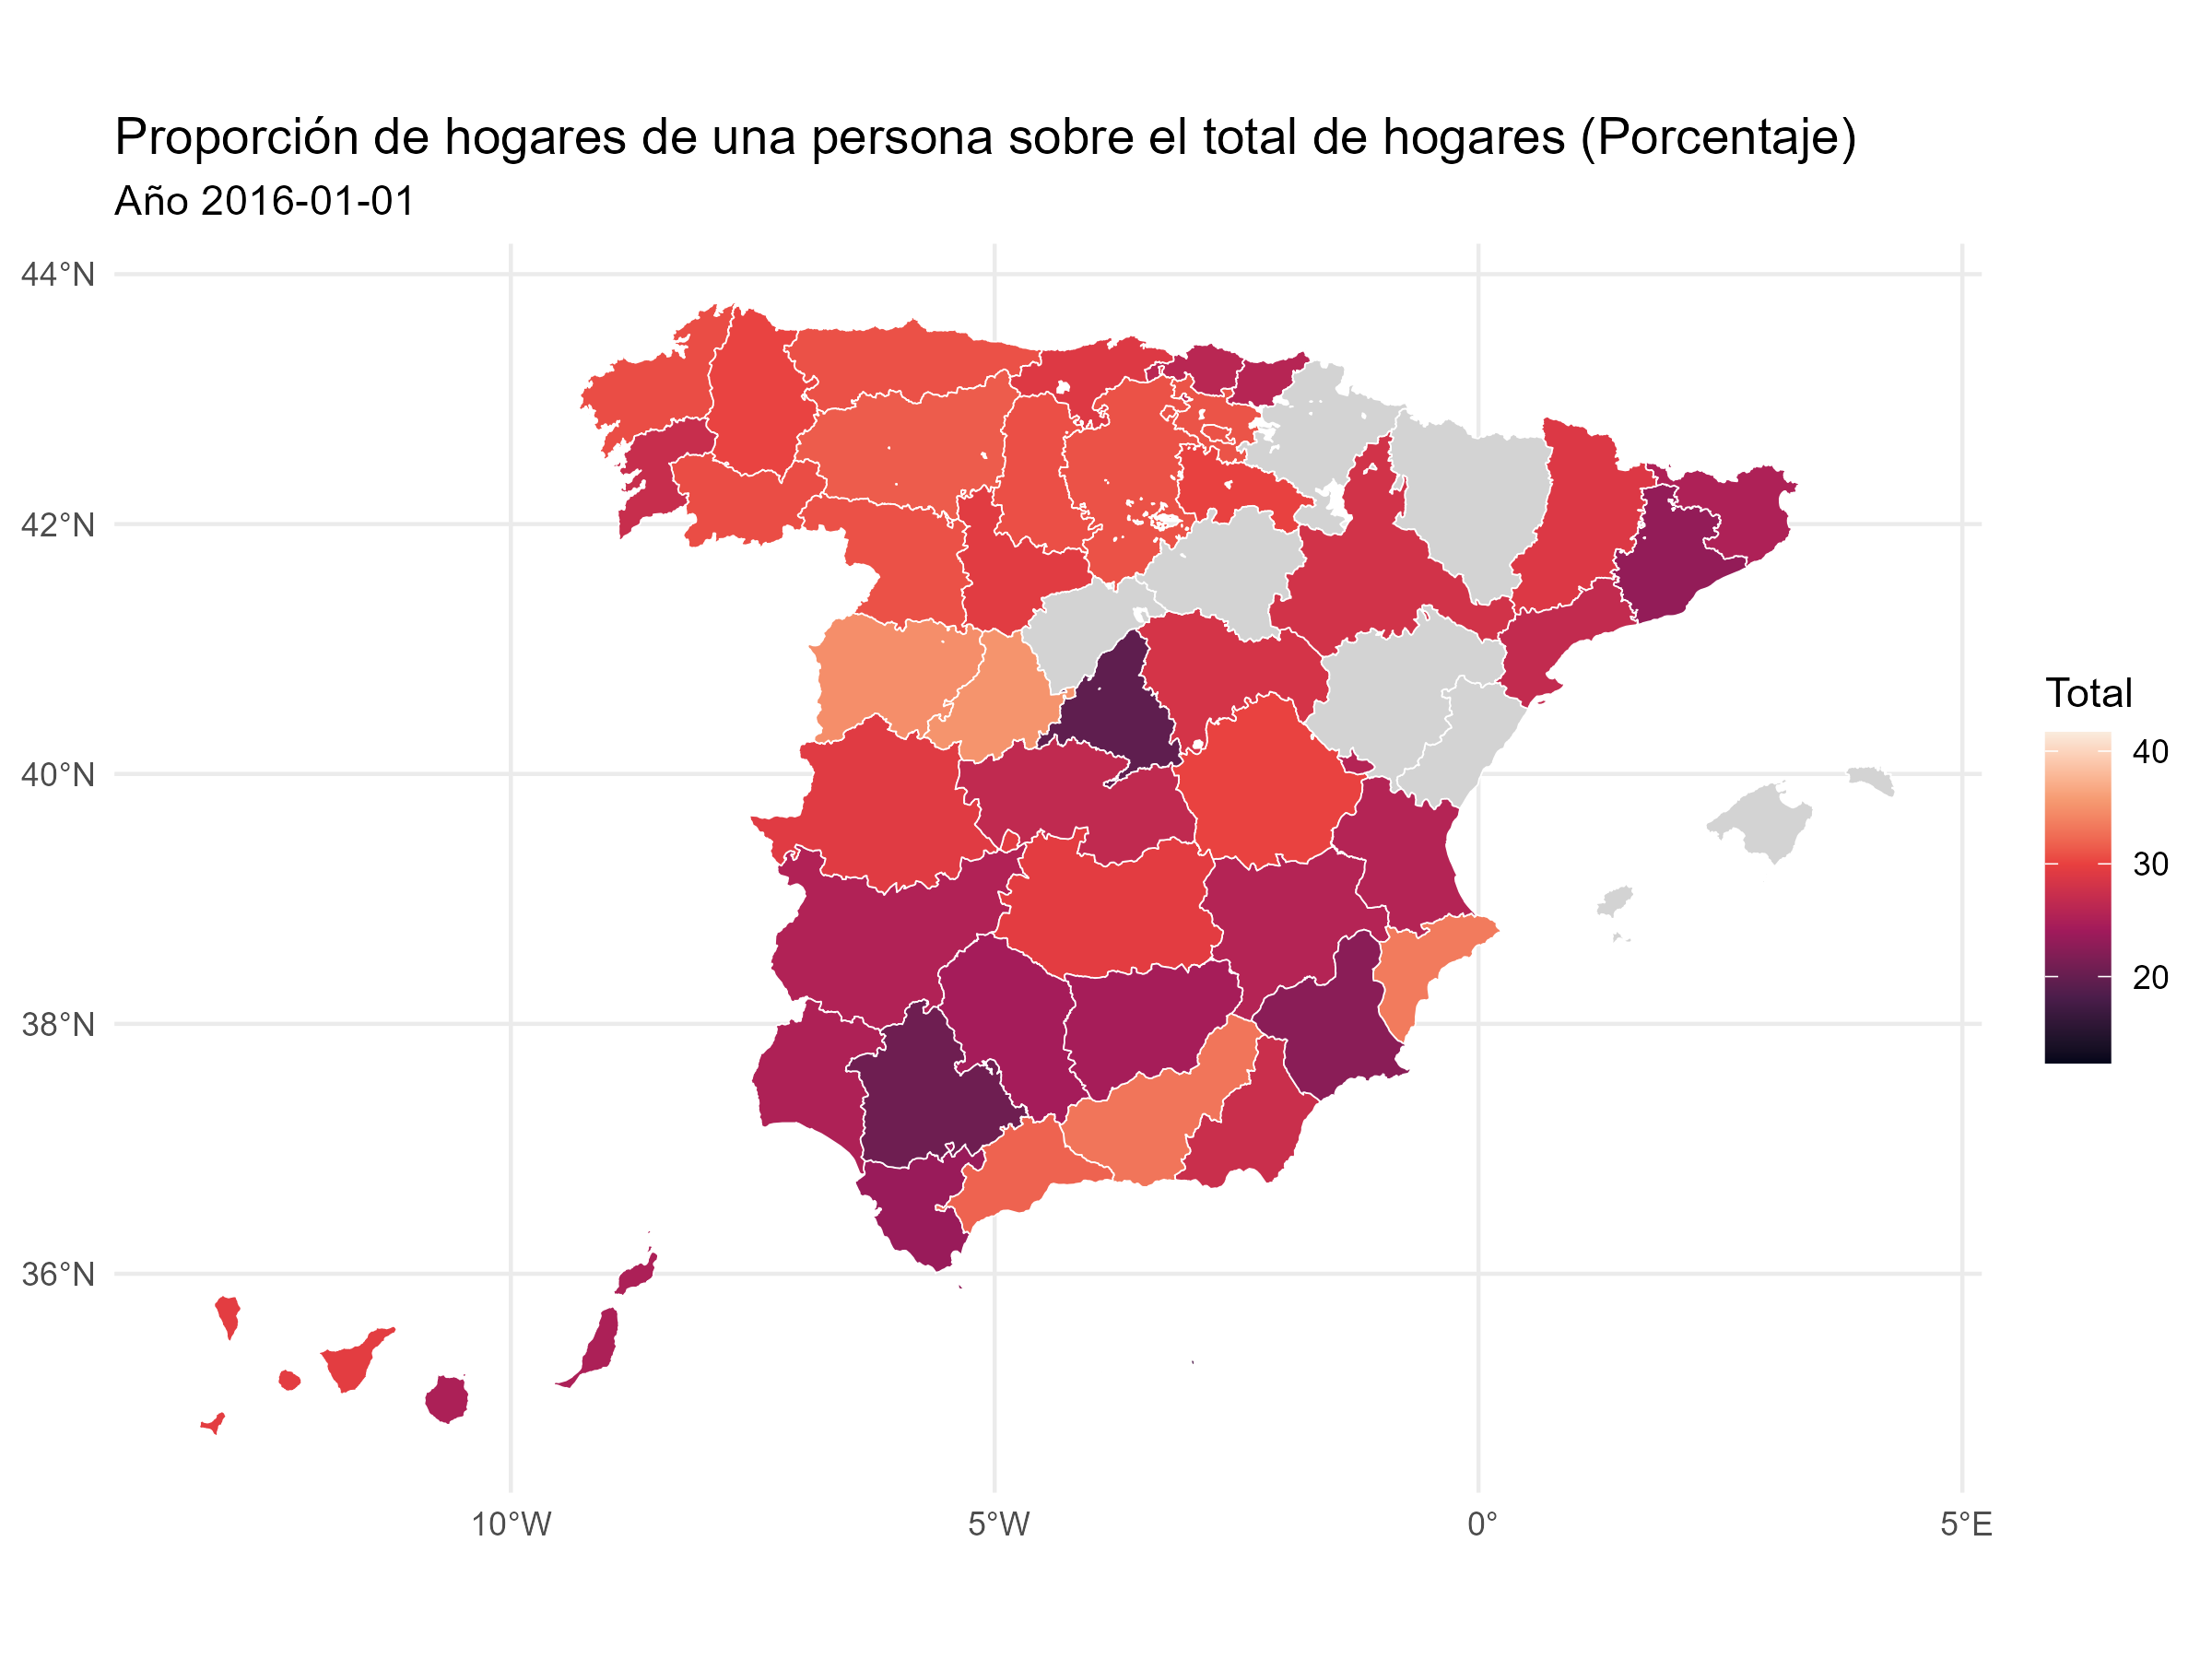 Proporción de hogares de una persona sobre el total de hogares (Porcentaje)
Año 2016-01-01
44°N
42°N
40°N
38°N
36°N
10°W
5°W
0°
5°E
Total
40
30
20